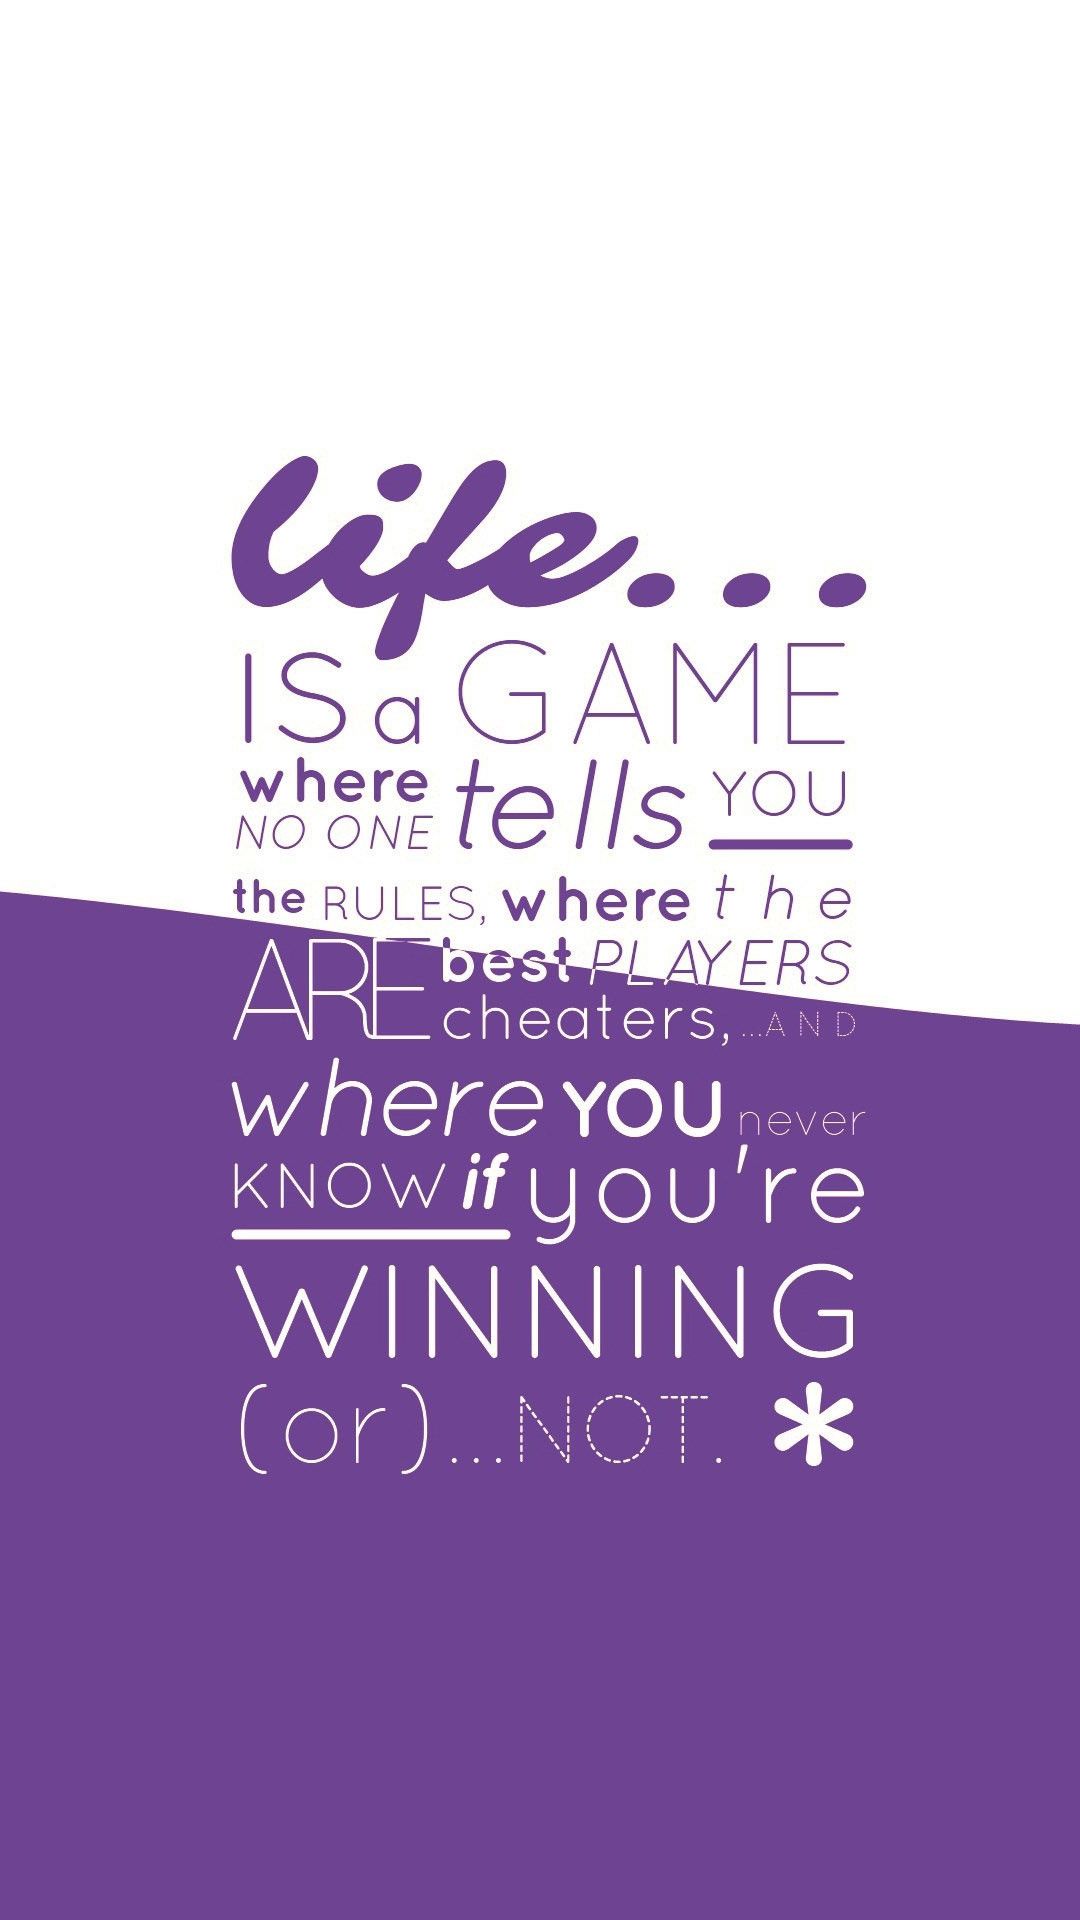 life...
IS a GAME
where NO ONE tells YOU
the RULES, where the
best PLAYERS
ARE cheaters, ...AND
where YOU never
KNOW if you're
WINNING
(or)...NOT. *